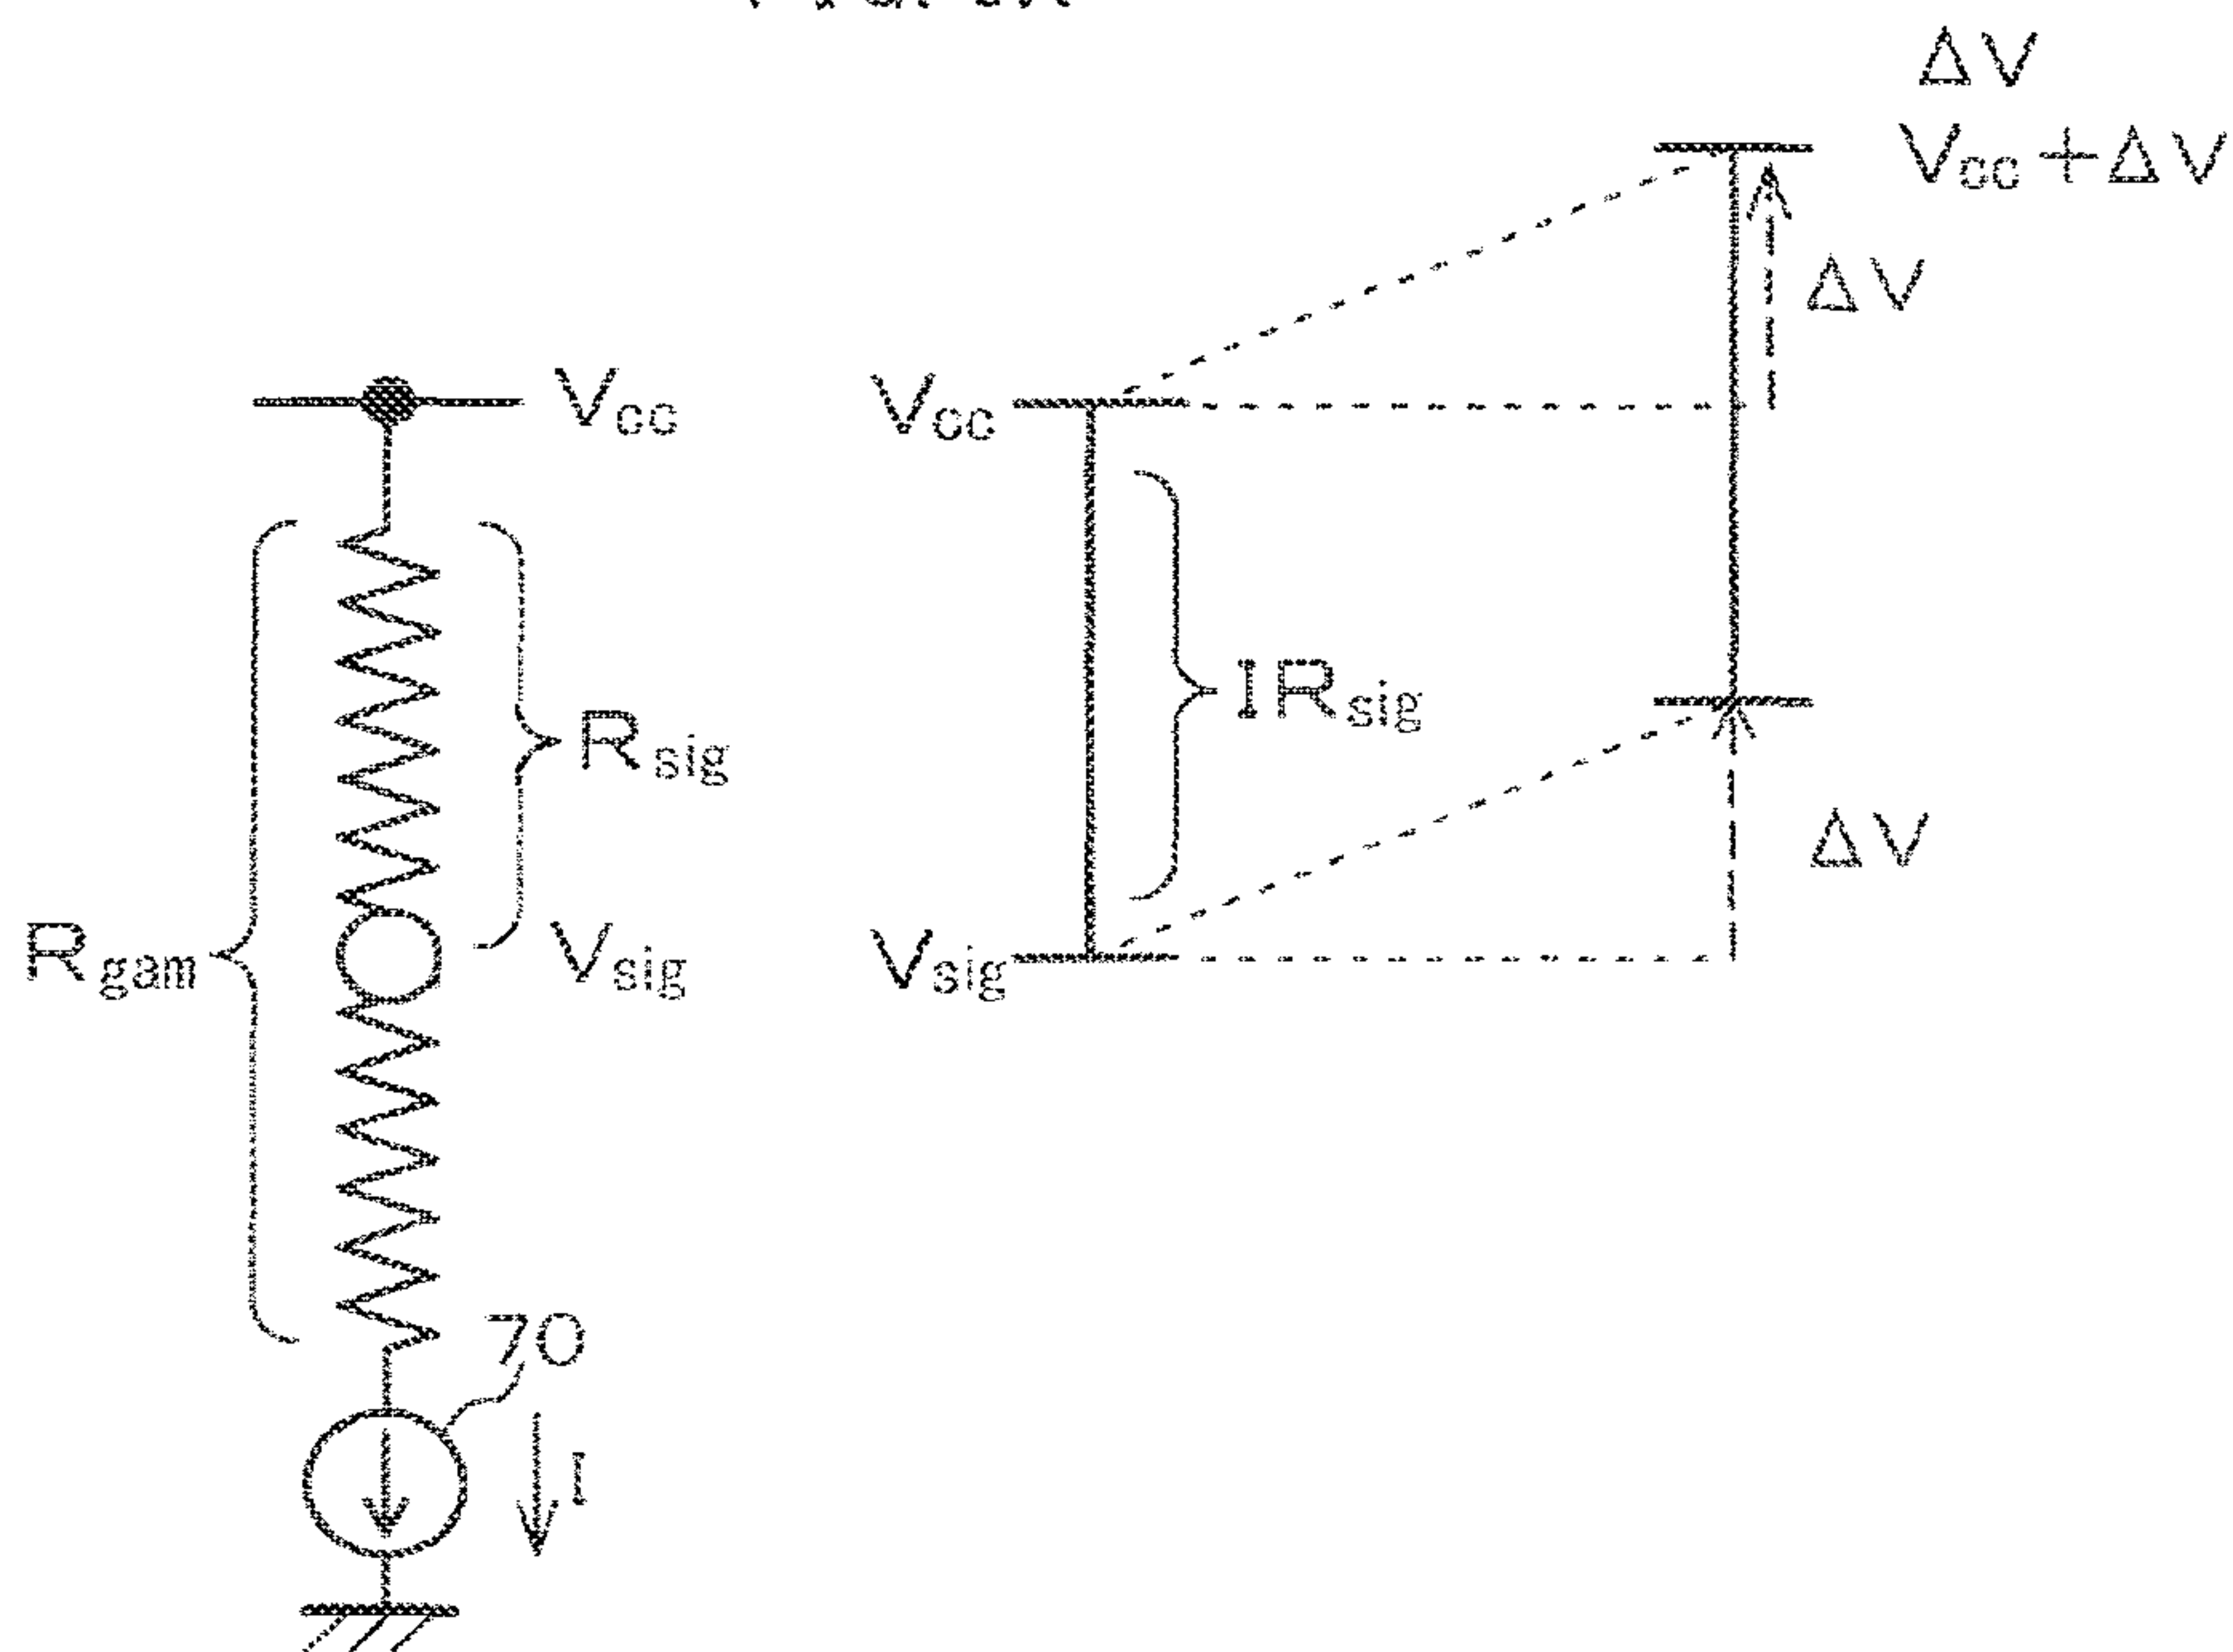 ΔV
Vcc+ΔV
ΔV
Vcc
Vcc
Rsig
IRsig
ΔV
Rgam
Vsig
Vsig
70
I